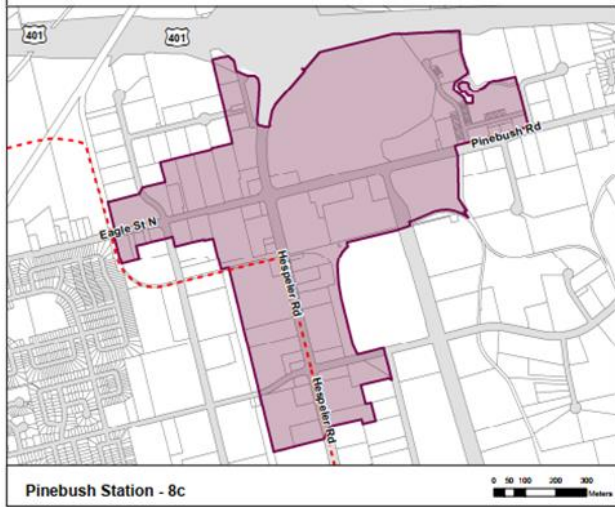 401
401
Pinebush Rd
Eagle St N
Hespeler Rd
Hespeler Rd
Pinebush Station - 8c
0 50 100 200 300
Meters